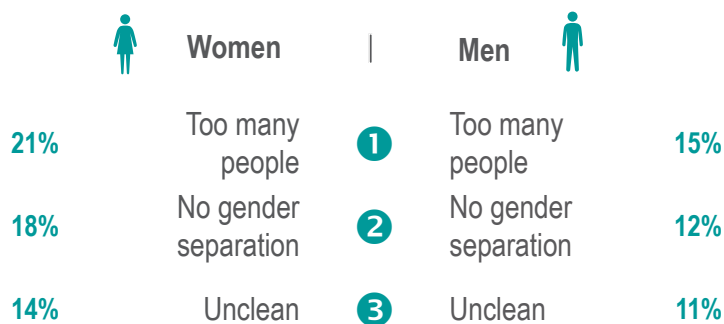 Women | Men
21% Too many people 1 Too many people 15%
18% No gender separation 2 No gender separation 12%
14% Unclean 3 Unclean 11%